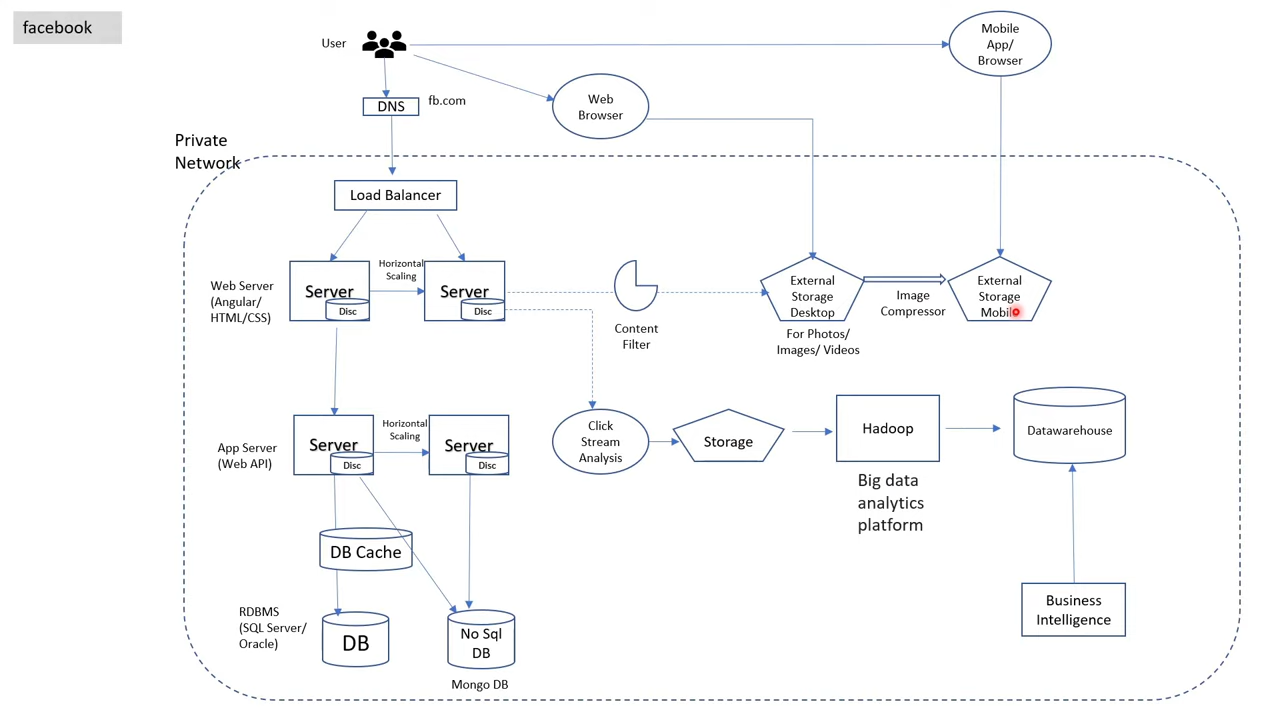 facebook
User
Mobile
App/
Browser
DNS
fb.com
Web
Browser
Private
Network
Load Balancer
Web Server
(Angular/
HTML/CSS)
Server
Disc
Horizontal
Scaling
Server
Disc
Content
Filter
External
Storage
Desktop
For Photos/
Images/ Videos
Image
Compressor
External
Storage
Mobile
App Server
(Web API)
Server
Disc
Horizontal
Scaling
Server
Disc
Click
Stream
Analysis
Storage
Hadoop
Big data
analytics
platform
Datawarehouse
DB Cache
RDBMS
(SQL Server/
Oracle)
DB
No Sql
DB
Mongo DB
Business
Intelligence